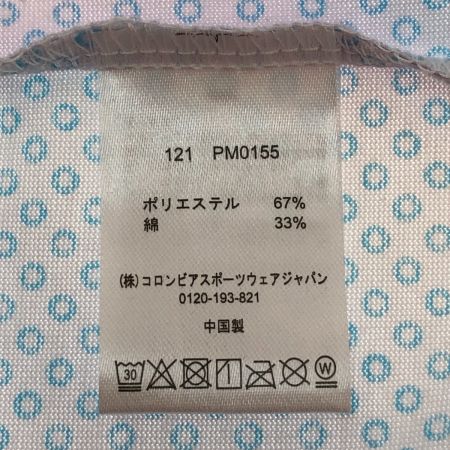 121 PM0155
ポリエステル 67%
綿 33%
(株)コロンビアスポーツウェアジャパン
0120-193-821
中国製
30 W